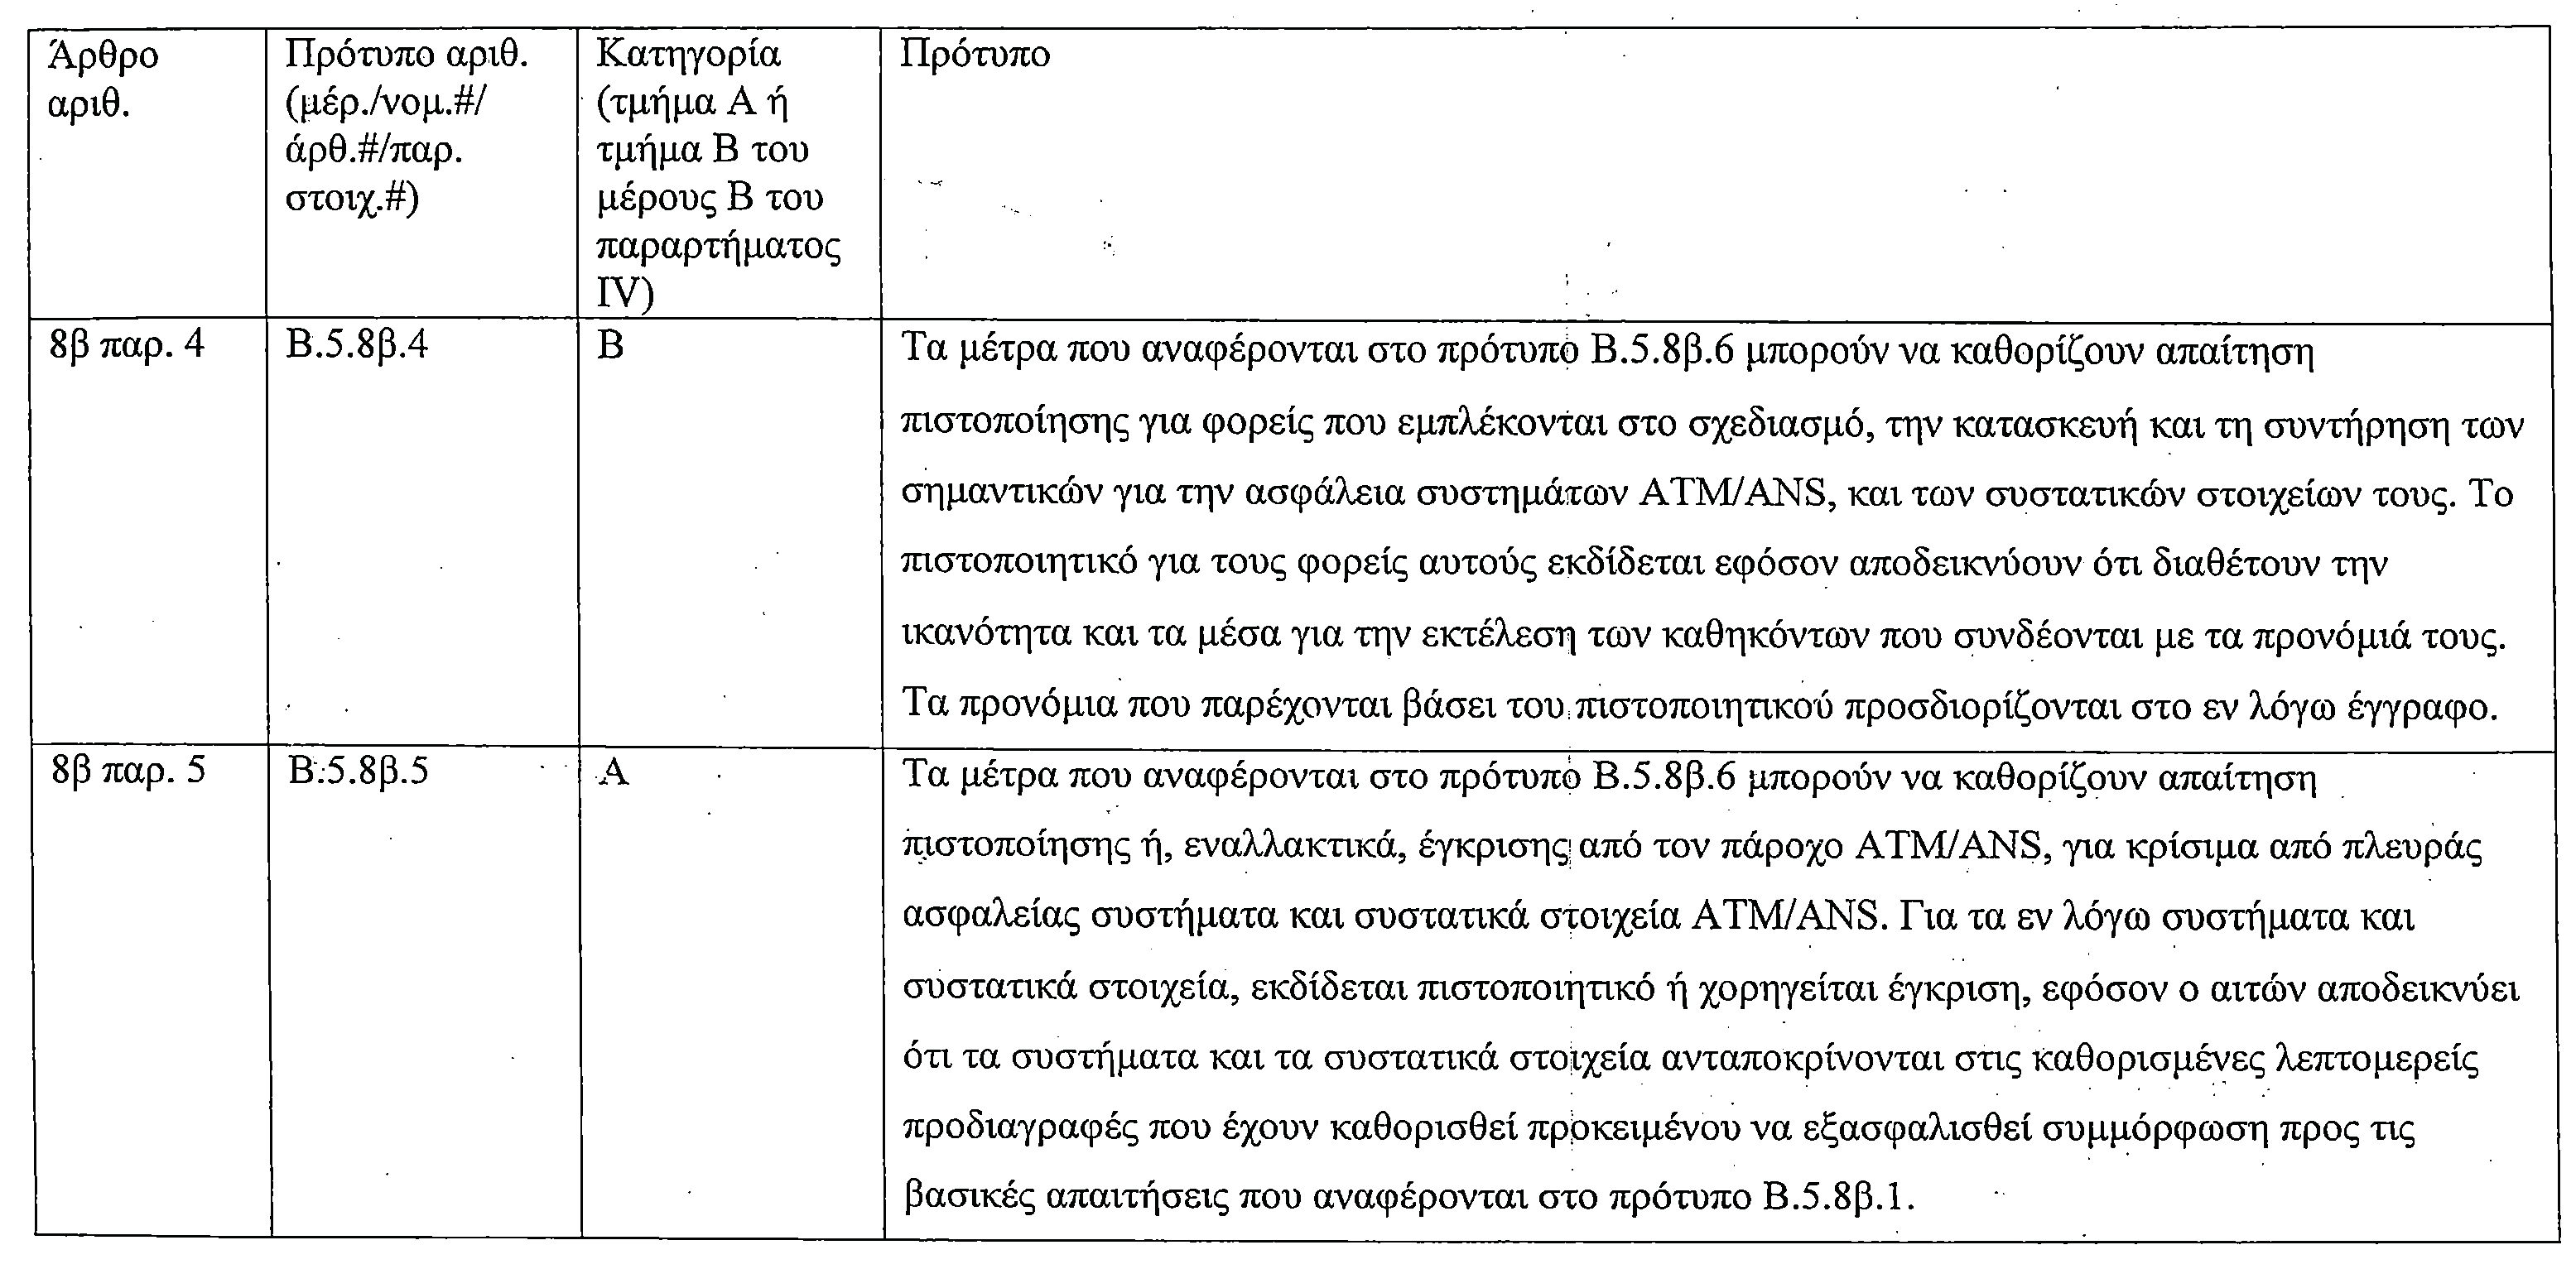 Άρθρο
αριθ.
Πρότυπο αριθ.
(μέρ./νομ.#/
άρθ.#/παρ.
στοιχ.#)
Κατηγορία
(τμήμα Α ή
τμήμα Β του
μέρους Β του
παραρτήματος
IV)
Πρότυπο
8β παρ. 4
Β.5.8β.4
Β
Τα μέτρα που αναφέρονται στο πρότυπο Β.5.8β.6 μπορούν να καθορίζουν απαίτηση
πιστοποίησης για φορείς που εμπλέκονται στο σχεδιασμό, την κατασκευή και τη συντήρηση των
σημαντικών για την ασφάλεια συστημάτων ATM/ANS, και των συστατικών στοιχείων τους. Το
πιστοποιητικό για τους φορείς αυτούς εκδίδεται εφόσον αποδεικνύουν ότι διαθέτουν την
ικανότητα και τα μέσα για την εκτέλεση των καθηκόντων που συνδέονται με τα προνόμιά τους.
Τα προνόμια που παρέχονται βάσει του πιστοποιητικού προσδιορίζονται στο εν λόγω έγγραφο.
8β παρ. 5
Β.5.8β.5
Α
Τα μέτρα που αναφέρονται στο πρότυπο Β.5.8β.6 μπορούν να καθορίζουν απαίτηση
πιστοποίησης ή, εναλλακτικά, έγκρισης από τον πάροχο ATM/ANS, για κρίσιμα από πλευράς
ασφαλείας συστήματα και συστατικά στοιχεία ATM/ANS. Για τα εν λόγω συστήματα και
συστατικά στοιχεία, εκδίδεται πιστοποιητικό ή χορηγείται έγκριση, εφόσον ο αιτών αποδεικνύει
ότι τα συστήματα και τα συστατικά στοιχεία ανταποκρίνονται στις καθορισμένες λεπτομερείς
προδιαγραφές που έχουν καθορισθεί προκειμένου να εξασφαλισθεί συμμόρφωση προς τις
βασικές απαιτήσεις που αναφέρονται στο πρότυπο Β.5.8β.1.